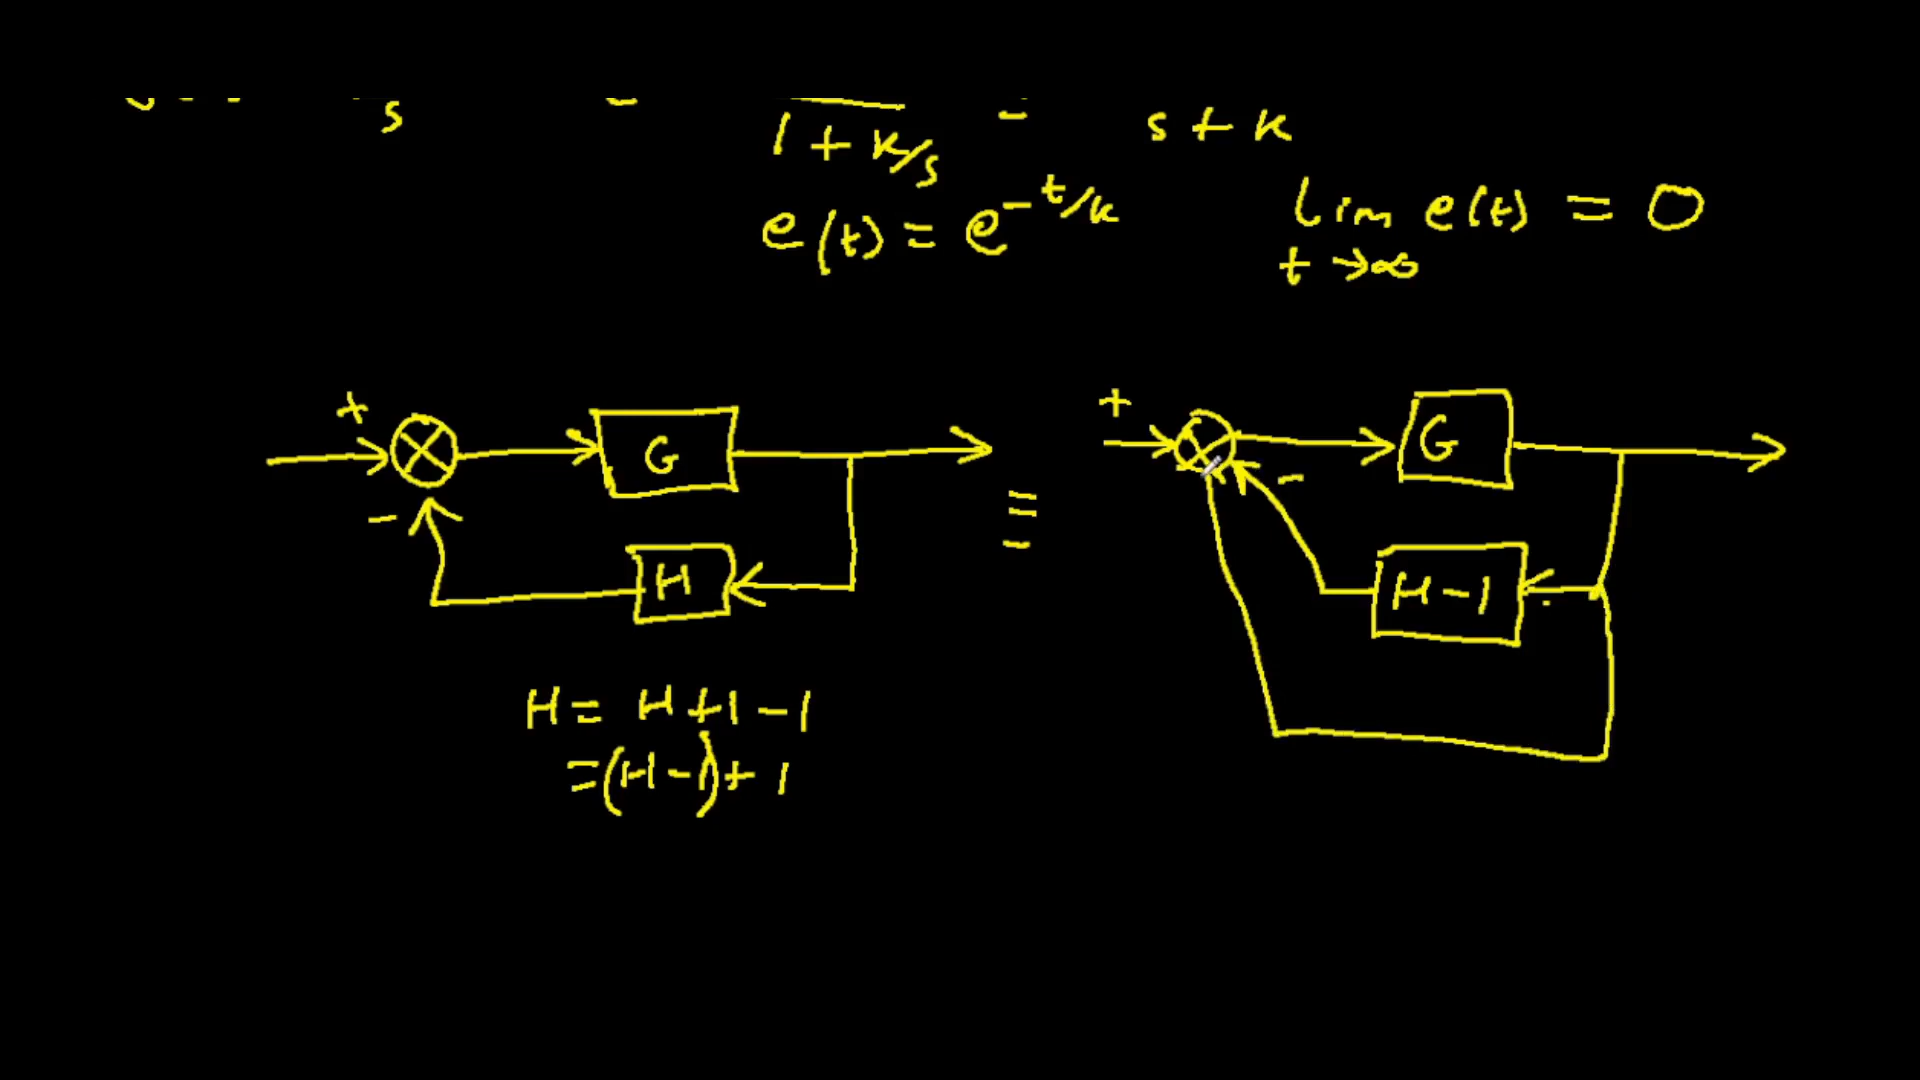 s
1 + k/s = s + k
e(t) = e^{-t/k} lim e(t) = 0
t → ∞
+ G + G
≡
- H - H-1
H = H+1-1
= (H-1)+1